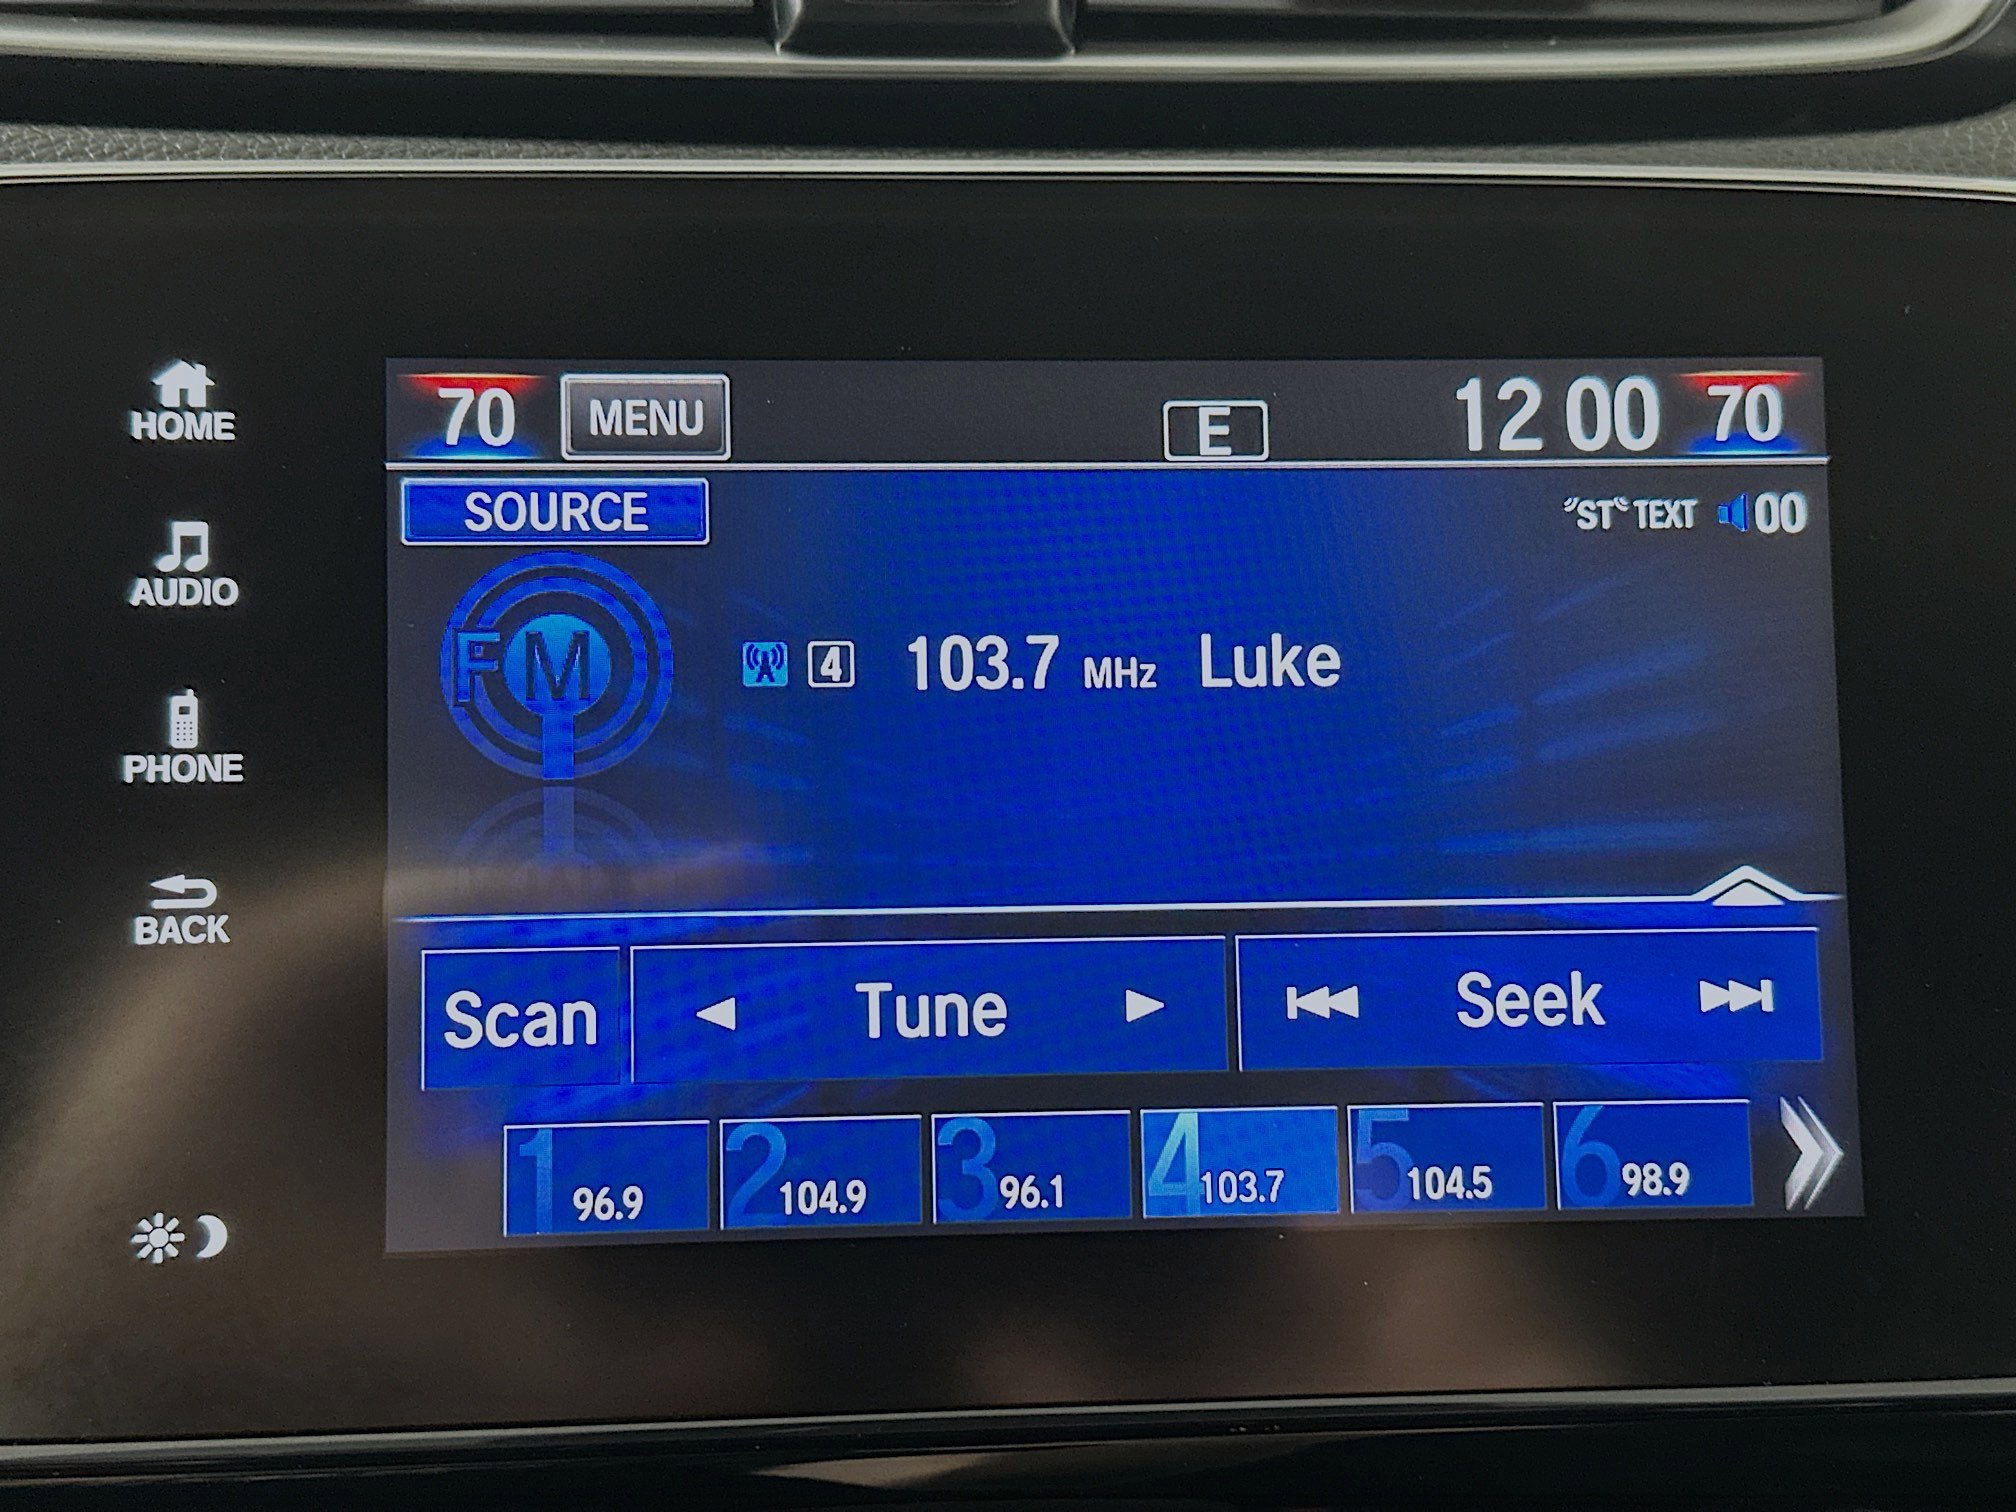 HOME
AUDIO
PHONE
BACK
70 MENU E 12 00 70
SOURCE "ST" TEXT 00
FM 4 103.7 MHz Luke
Scan Tune Seek
1 96.9 2 104.9 3 96.1 4 103.7 5 104.5 6 98.9